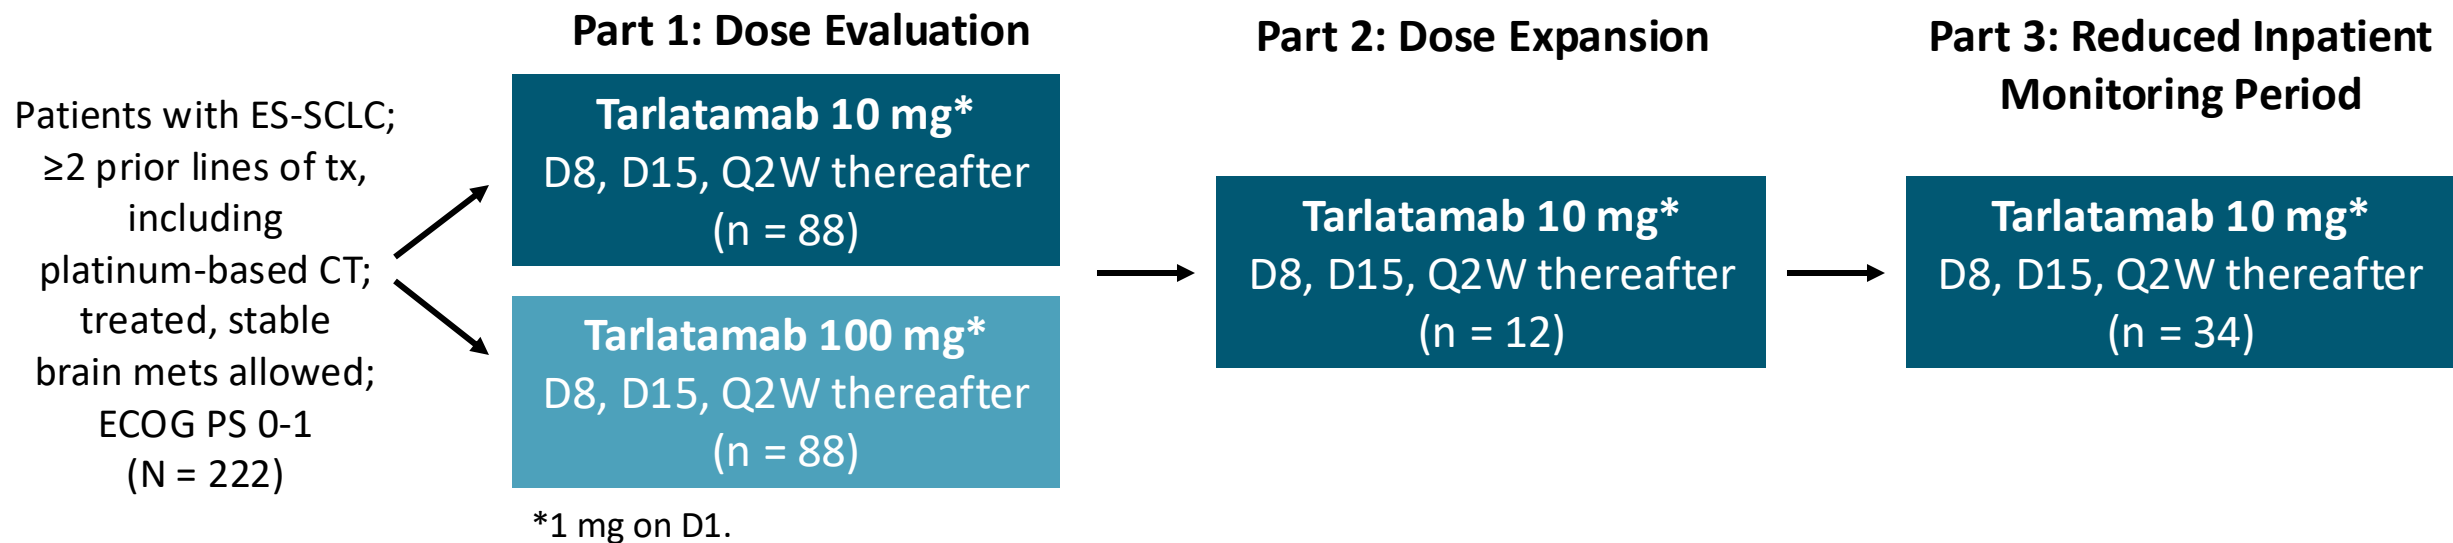 Patients with ES-SCLC;
≥2 prior lines of tx,
including
platinum-based CT;
treated, stable
brain mets allowed;
ECOG PS 0-1
(N = 222)
Part 1: Dose Evaluation
Tarlatamab 10 mg*
D8, D15, Q2W thereafter
(n = 88)
Tarlatamab 100 mg*
D8, D15, Q2W thereafter
(n = 88)
*1 mg on D1.
Part 2: Dose Expansion
Tarlatamab 10 mg*
D8, D15, Q2W thereafter
(n = 12)
Part 3: Reduced Inpatient
Monitoring Period
Tarlatamab 10 mg*
D8, D15, Q2W thereafter
(n = 34)